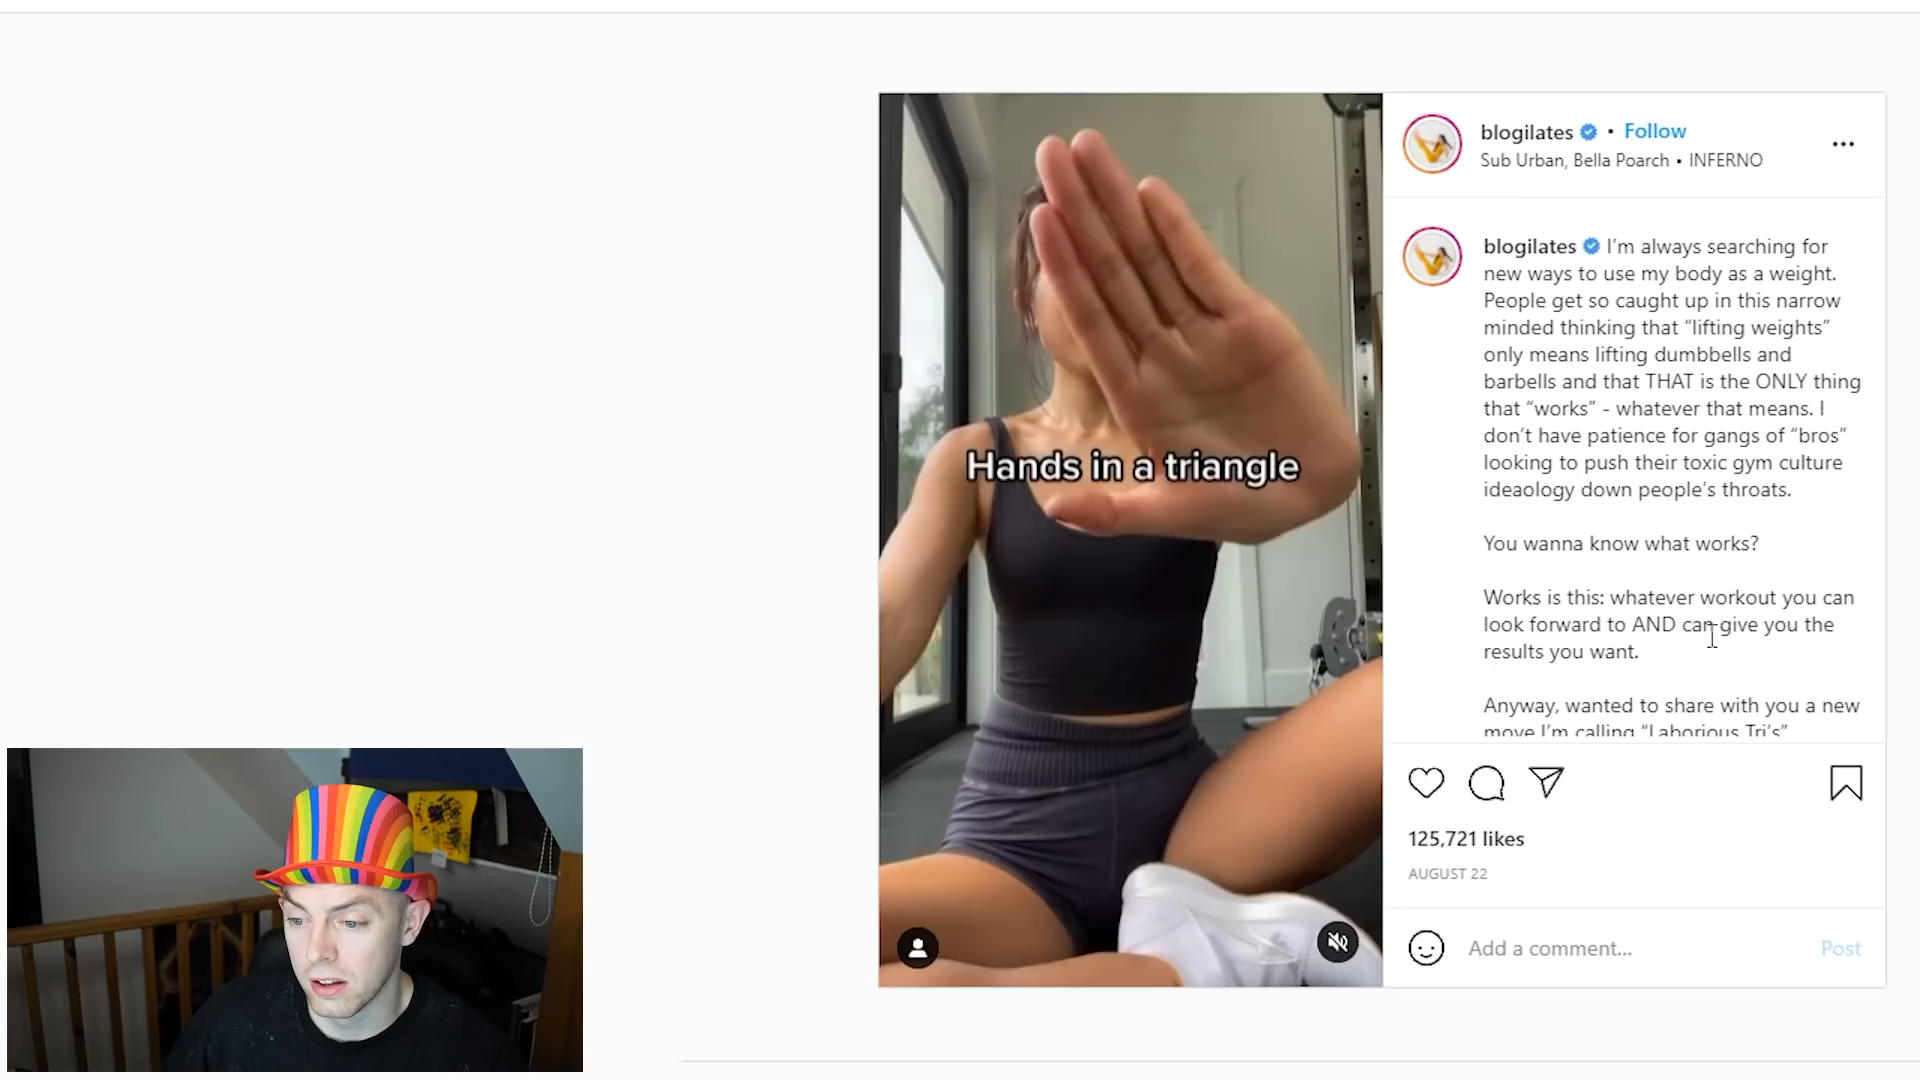 Hands in a triangle
blogilates • Follow
Sub Urban, Bella Poarch • INFERNO
blogilates I’m always searching for
new ways to use my body as a weight.
People get so caught up in this narrow
minded thinking that “lifting weights”
only means lifting dumbbells and
barbells and that THAT is the ONLY thing
that “works” - whatever that means. I
don’t have patience for gangs of “bros”
looking to push their toxic gym culture
ideaology down people’s throats.
You wanna know what works?
Works is this: whatever workout you can
look forward to AND can give you the
results you want.
Anyway, wanted to share with you a new
move I’m calling “Laborious Tri’s”
125,721 likes
AUGUST 22
Add a comment...
Post